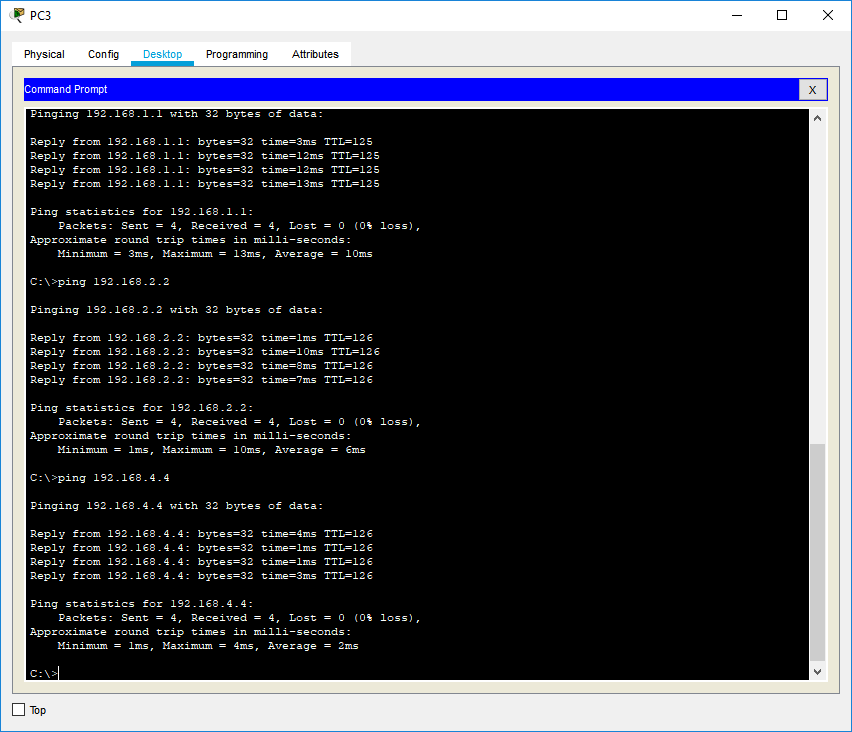 PC3
Physical Config Desktop Programming Attributes
Command Prompt
X
Pinging 192.168.1.1 with 32 bytes of data:
Reply from 192.168.1.1: bytes=32 time=3ms TTL=125
Reply from 192.168.1.1: bytes=32 time=12ms TTL=125
Reply from 192.168.1.1: bytes=32 time=12ms TTL=125
Reply from 192.168.1.1: bytes=32 time=13ms TTL=125
Ping statistics for 192.168.1.1:
Packets: Sent = 4, Received = 4, Lost = 0 (0% loss),
Approximate round trip times in milli-seconds:
Minimum = 3ms, Maximum = 13ms, Average = 10ms
C:\>ping 192.168.2.2
Pinging 192.168.2.2 with 32 bytes of data:
Reply from 192.168.2.2: bytes=32 time=1ms TTL=126
Reply from 192.168.2.2: bytes=32 time=10ms TTL=126
Reply from 192.168.2.2: bytes=32 time=8ms TTL=126
Reply from 192.168.2.2: bytes=32 time=7ms TTL=126
Ping statistics for 192.168.2.2:
Packets: Sent = 4, Received = 4, Lost = 0 (0% loss),
Approximate round trip times in milli-seconds:
Minimum = 1ms, Maximum = 10ms, Average = 6ms
C:\>ping 192.168.4.4
Pinging 192.168.4.4 with 32 bytes of data:
Reply from 192.168.4.4: bytes=32 time=4ms TTL=126
Reply from 192.168.4.4: bytes=32 time=1ms TTL=126
Reply from 192.168.4.4: bytes=32 time=1ms TTL=126
Reply from 192.168.4.4: bytes=32 time=3ms TTL=126
Ping statistics for 192.168.4.4:
Packets: Sent = 4, Received = 4, Lost = 0 (0% loss),
Approximate round trip times in milli-seconds:
Minimum = 1ms, Maximum = 4ms, Average = 2ms
C:\>
Top